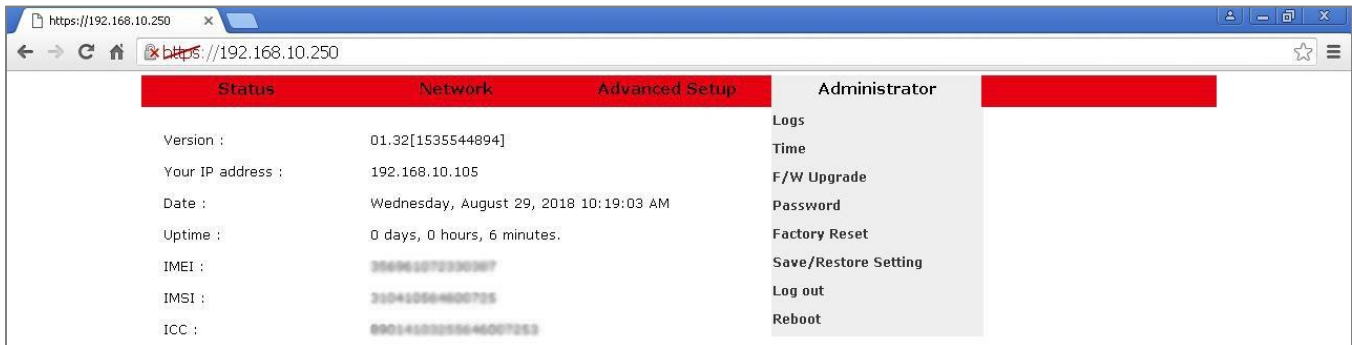 https://192.168.10.250
https://192.168.10.250
Status Network Advanced Setup Administrator
Logs
Time
F/W Upgrade
Password
Factory Reset
Save/Restore Setting
Log out
Reboot
Version : 01.32[1535544894]
Your IP address : 192.168.10.105
Date : Wednesday, August 29, 2018 10:19:03 AM
Uptime : 0 days, 0 hours, 6 minutes.
IMEI :
IMSI :
ICC :